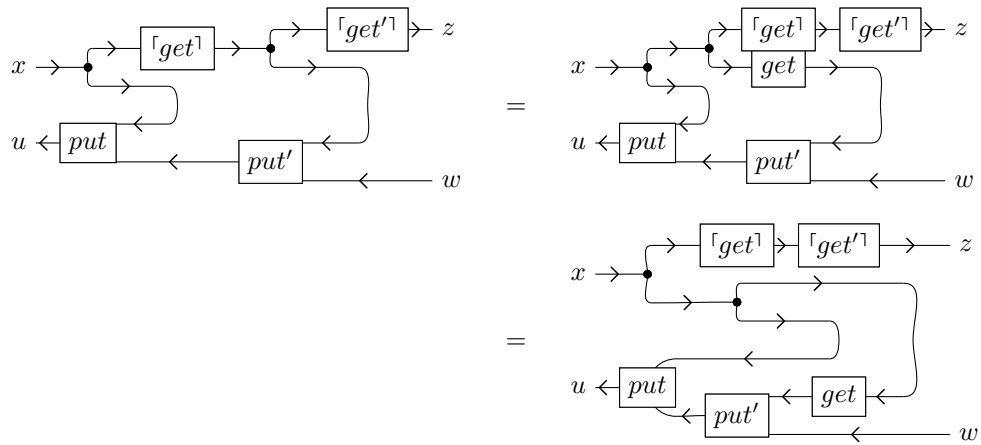 ⌜get′⌝ z ⌜get⌝ ⌜get′⌝ z
⌜get⌝
x x get
=
u put u put
put′ put′
w w
⌜get⌝ ⌜get′⌝ z
x
=
u put get
put′
w